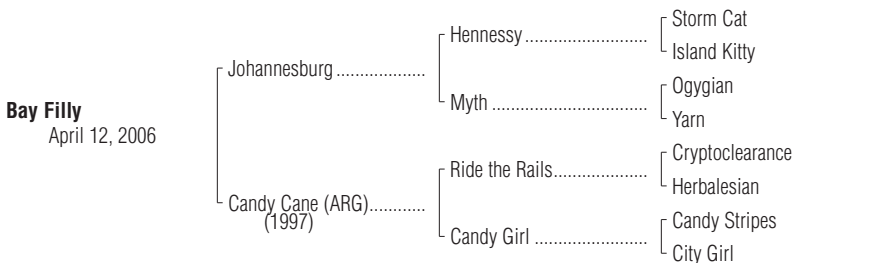 Storm Cat
Hennessy ..........................
Island Kitty
Johannesburg ...................
Ogygian
Myth .................................
Yarn
Bay Filly
April 12, 2006
Cryptoclearance
Ride the Rails....................
Herbalesian
Candy Cane (ARG)............
(1997)
Candy Stripes
Candy Girl ........................
City Girl